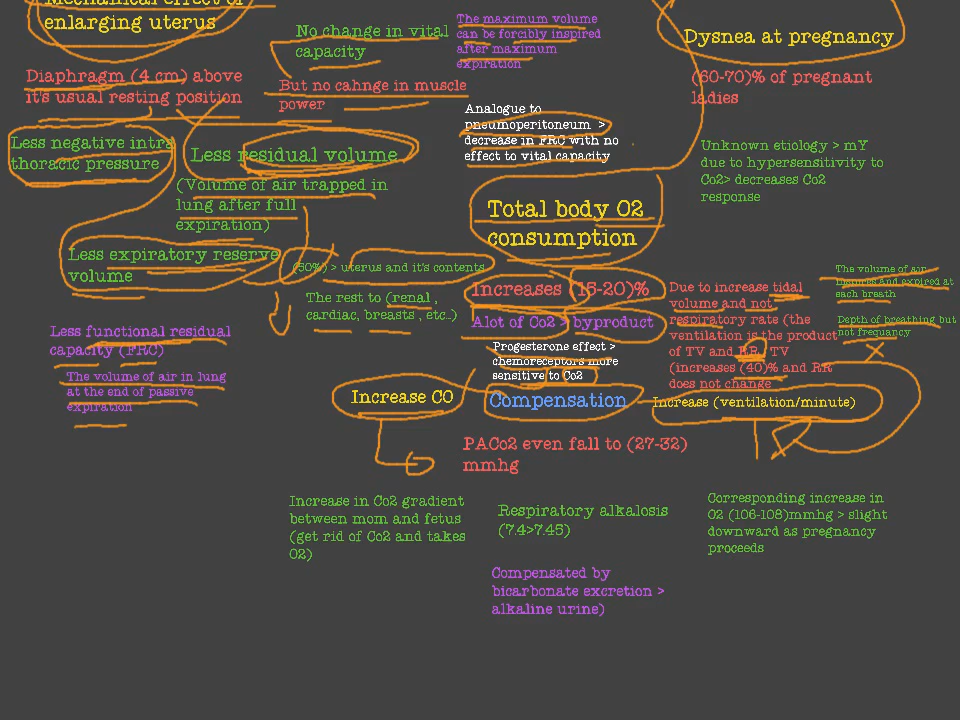 Mechanical effect of
enlarging uterus
Diaphragm (4 cm) above
it's usual resting position
Less negative intra
thoracic pressure
Less residual volume
(Volume of air trapped in
lung after full
expiration)
Less expiratory reserve
volume
Less functional residual
capacity (FRC)
The volume of air in lung
at the end of passive
expiration
No change in vital
capacity
But no cahnge in muscle
power
The maximum volume
can be forcibly inspired
after maximum
expiration
Analogue to
pneumoperitoneum >
decrease in FRC with no
effect to vital capacity
Dysnea at pregnancy
(60-70)% of pregnant
ladies
Unknown etiology > mY
due to hypersensitivity to
Co2> decreases Co2
response
Total body O2
consumption
(50%) > uterus and it's contents
The rest to (renal ,
cardiac, breasts , etc..)
Increases (15-20)%
Alot of Co2 > byproduct
Progesterone effect >
chemoreceptors more
sensitive to Co2
Increase CO
Compensation
Increase (ventilation/minute)
Due to increase tidal
volume and not
respiratory rate (the
ventilation is the product
of TV and RR / TV
(increases (40)% and RR
does not change
The volume of air
and expired at
each breath
Depth of breathing but
not frequancy
PACo2 even fall to (27-32)
mmhg
Increase in Co2 gradient
between mom and fetus
(get rid of Co2 and takes
O2)
Respiratory alkalosis
(7.4>7.45)
Compensated by
bicarbonate excretion >
alkaline urine)
Corresponding increase in
O2 (106-108)mmhg > slight
downward as pregnancy
proceeds